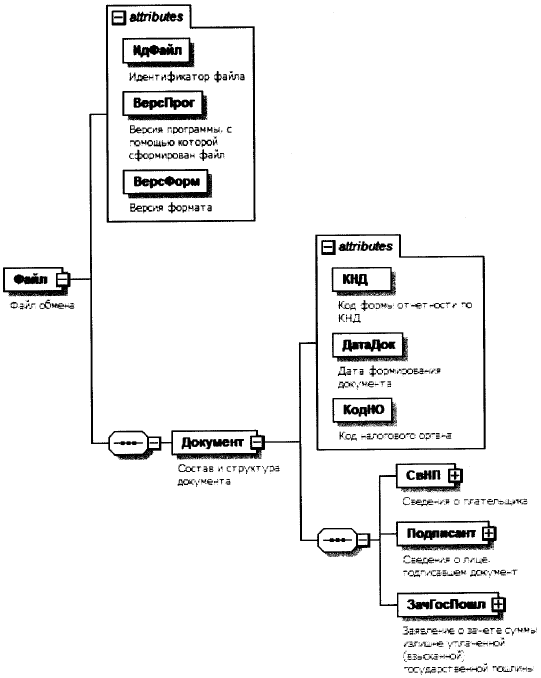 attributes
ИдФайл
Идентификатор файла
ВерсПрог
Версия программы, с
помощью которой
сформирован файл
ВерсФорм
Версия формата
Файл
Файл обмена
attributes
КНД
Код формы отчетности по
КНД
ДатаДок
Дата формирования
документа
КодНО
Код налогового органа
Документ
Состав и структура
документа
СвНП
Сведения о плательщика
Подписант
Сведения о лице,
подписавшем документ
ЗачГосПошл
Заявление о зачете суммы
излишне уплаченной
(взысканной)
государственной пошлины